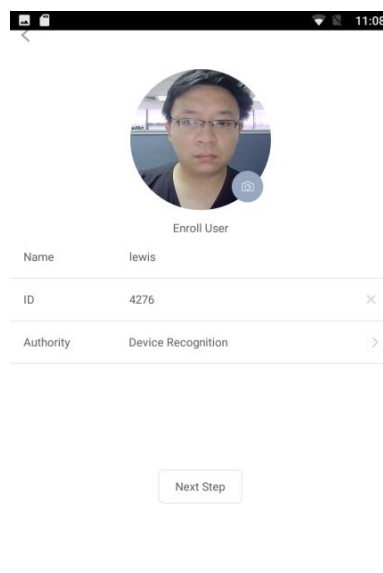 11:08
Enroll User
Name lewis
ID 4276
Authority Device Recognition
Next Step